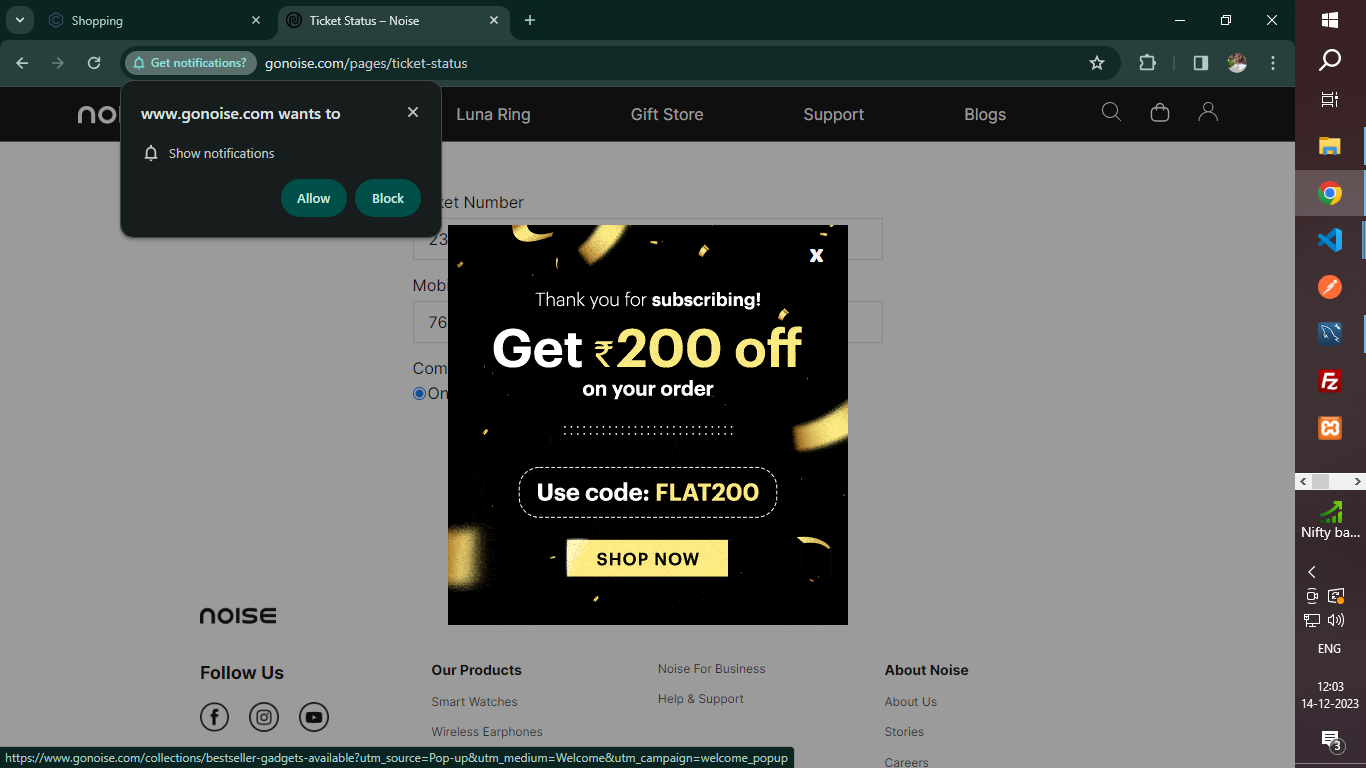 Shopping
Ticket Status – Noise
Get notifications?
gonoise.com/pages/ticket-status
www.gonoise.com wants to
Show notifications
Allow
Block
Luna Ring
Gift Store
Support
Blogs
Number
23
76
On
Thank you for subscribing!
X
Get ₹200 off
on your order
Use code: FLAT200
SHOP NOW
NOISE
Follow Us
Our Products
Smart Watches
Wireless Earphones
Noise For Business
Help & Support
About Noise
About Us
Stories
Careers
https://www.gonoise.com/collections/bestseller-gadgets-available?utm_source=Pop-up&utm_medium=Welcome&utm_campaign=welcome_popup
Nifty ba...
ENG
12:03
14-12-2023
3